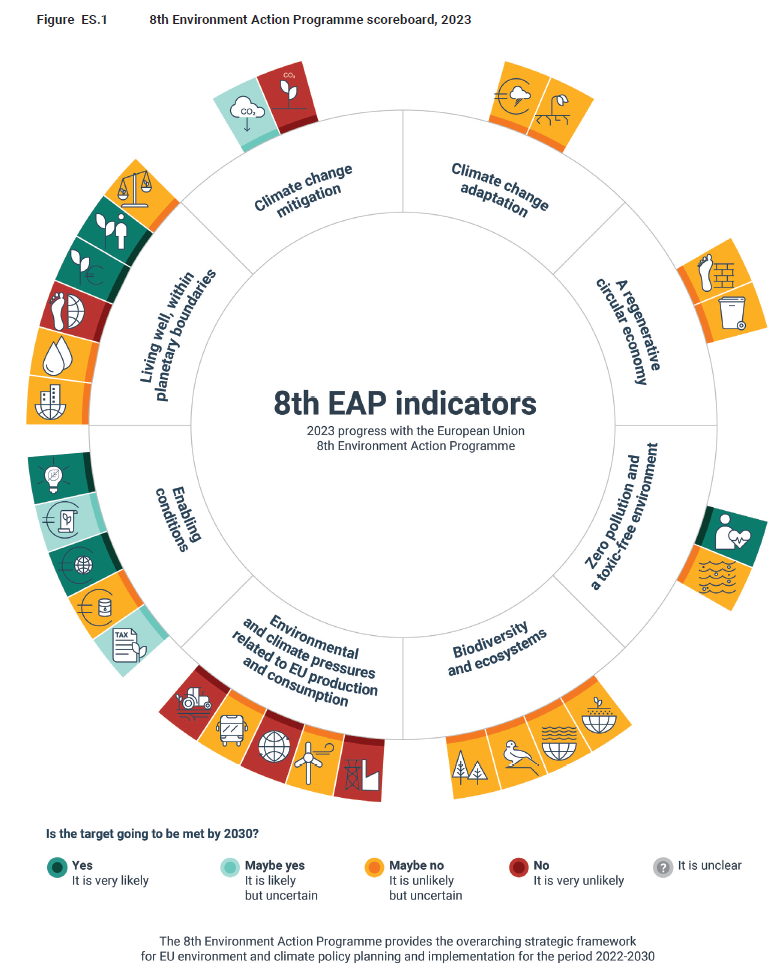 Figure ES.1 8th Environment Action Programme scoreboard, 2023
CO₂
CO₂
Climate change
mitigation
Climate change
adaptation
A regenerative
circular economy
Zero pollution and
a toxic-free environment
Biodiversity
and ecosystems
Environmental
and climate pressures
related to EU production
and consumption
Enabling
conditions
Living well, within
planetary boundaries
€
TAX
8th EAP indicators
2023 progress with the European Union
8th Environment Action Programme
Is the target going to be met by 2030?
Yes
It is very likely
Maybe yes
It is likely
but uncertain
Maybe no
It is unlikely
but uncertain
No
It is very unlikely
?
It is unclear
The 8th Environment Action Programme provides the overarching strategic framework
for EU environment and climate policy planning and implementation for the period 2022-2030